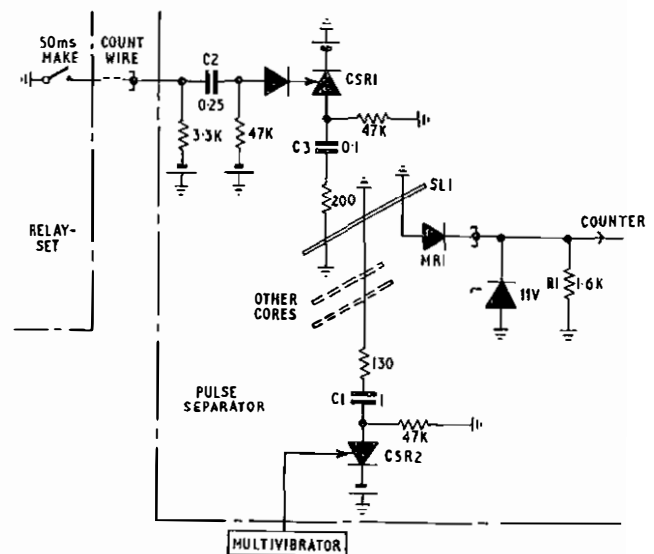 50ms
MAKE
COUNT
WIRE
C2
0·25
CSR1
3.3K
47K
47K
C3
0·1
200
SL1
RELAY-
SET
MR1
COUNTER
OTHER
CORES
11V
R1
1·6K
130
PULSE
SEPARATOR
C1
1
47K
CSR2
MULTIVIBRATOR